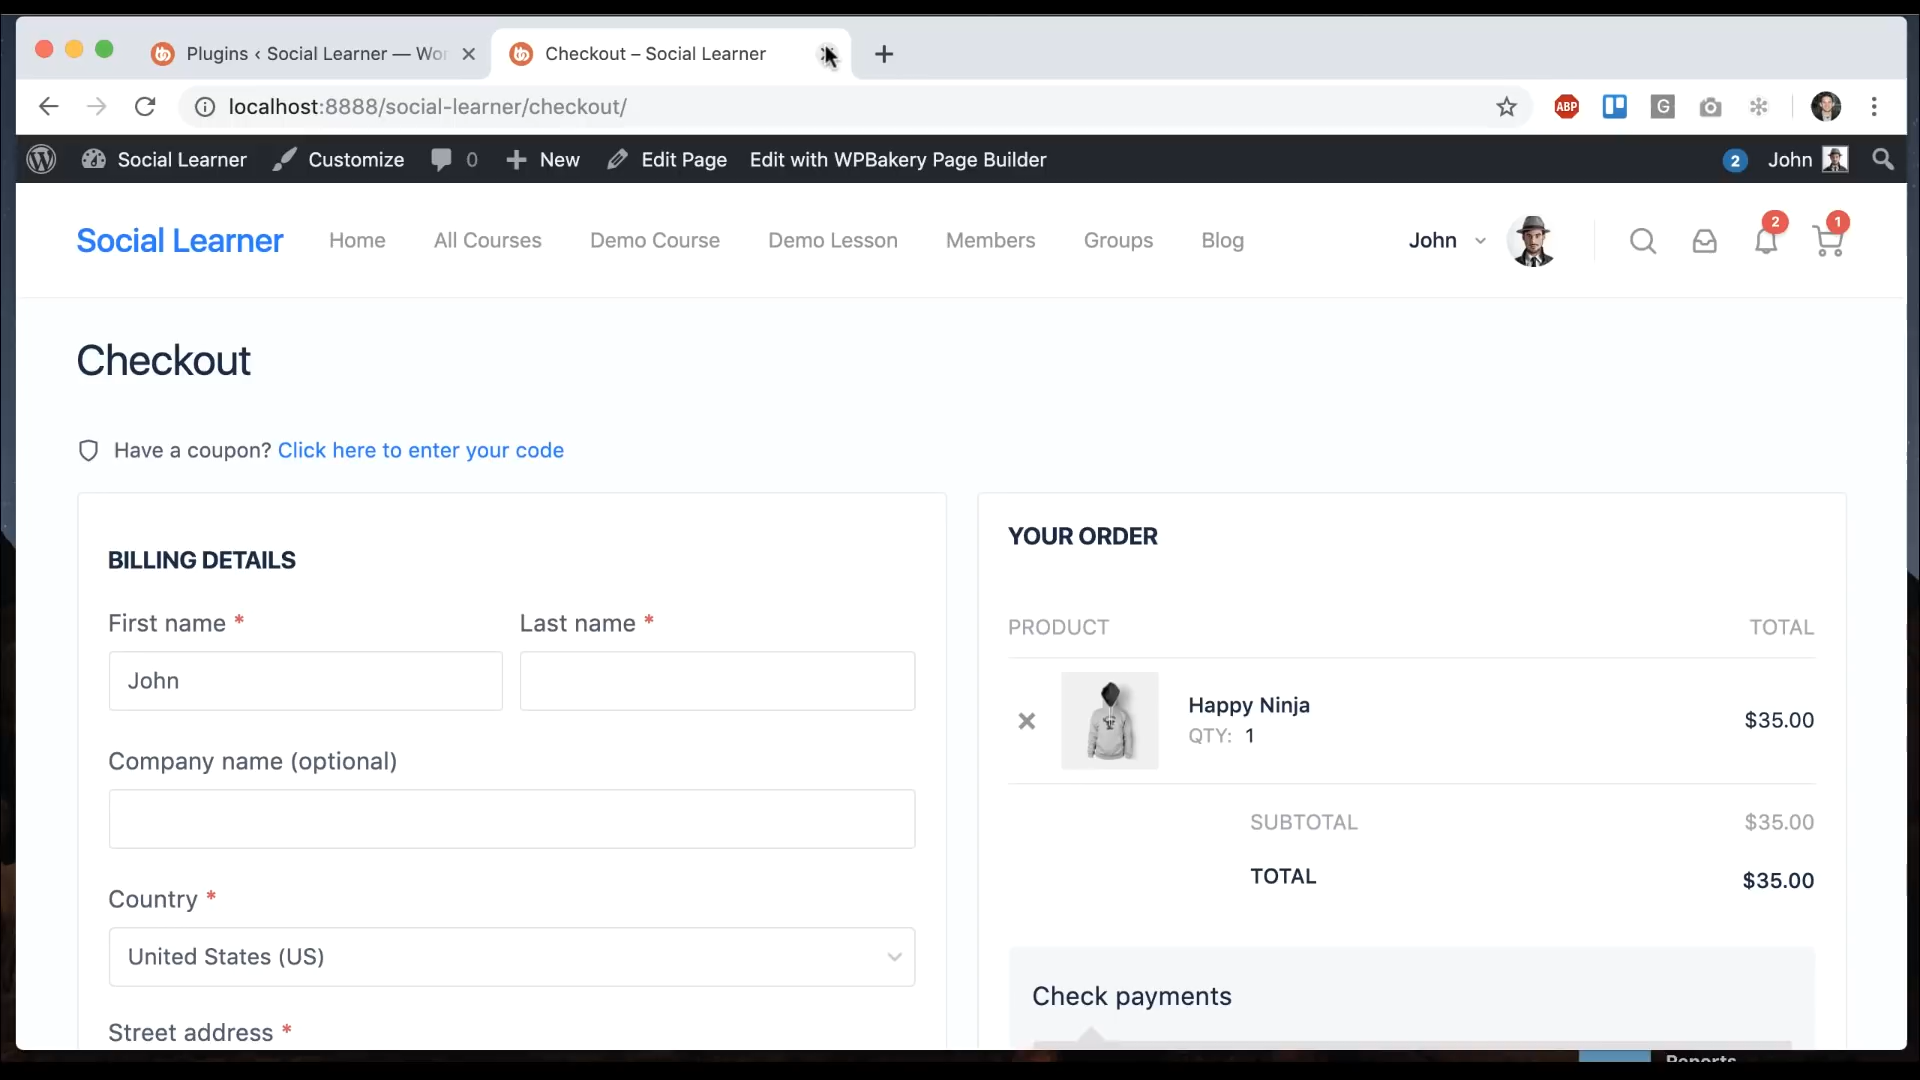 Plugins ‹ Social Learner — Wor
Checkout – Social Learner
localhost:8888/social-learner/checkout/
ABP
G
Social Learner
Customize
0
New
Edit Page
Edit with WPBakery Page Builder
2
John
Social Learner
Home
All Courses
Demo Course
Demo Lesson
Members
Groups
Blog
John
2
1
Checkout
Have a coupon? Click here to enter your code
BILLING DETAILS
First name *
Last name *
John
Company name (optional)
Country *
United States (US)
Street address *
YOUR ORDER
PRODUCT
TOTAL
Happy Ninja
QTY: 1
$35.00
SUBTOTAL
$35.00
TOTAL
$35.00
Check payments
Reports